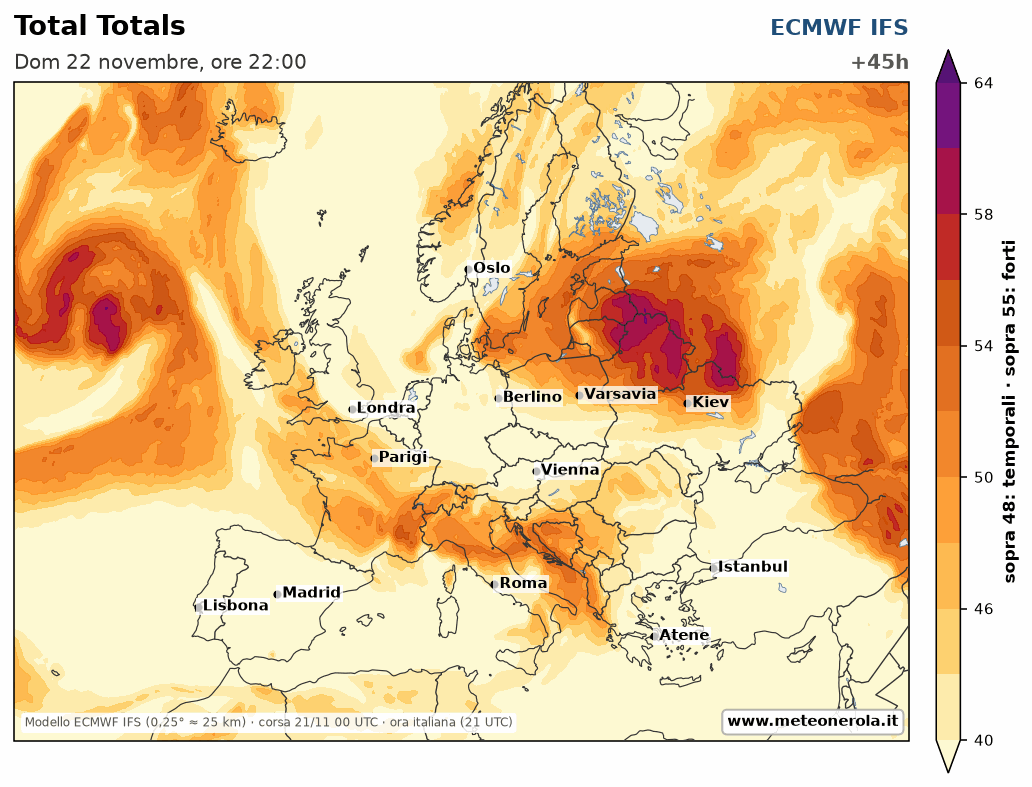 Total Totals
ECMWF IFS
Dom 22 novembre, ore 22:00
+45h
64
58
54
50
46
40
sopra 48: temporali · sopra 55: forti
Oslo
Londra
Berlino
Varsavia
Kiev
Parigi
Vienna
Istanbul
Roma
Madrid
Lisbona
Atene
Modello ECMWF IFS (0,25° ≈ 25 km) · corsa 21/11 00 UTC · ora italiana (21 UTC)
www.meteonerola.it